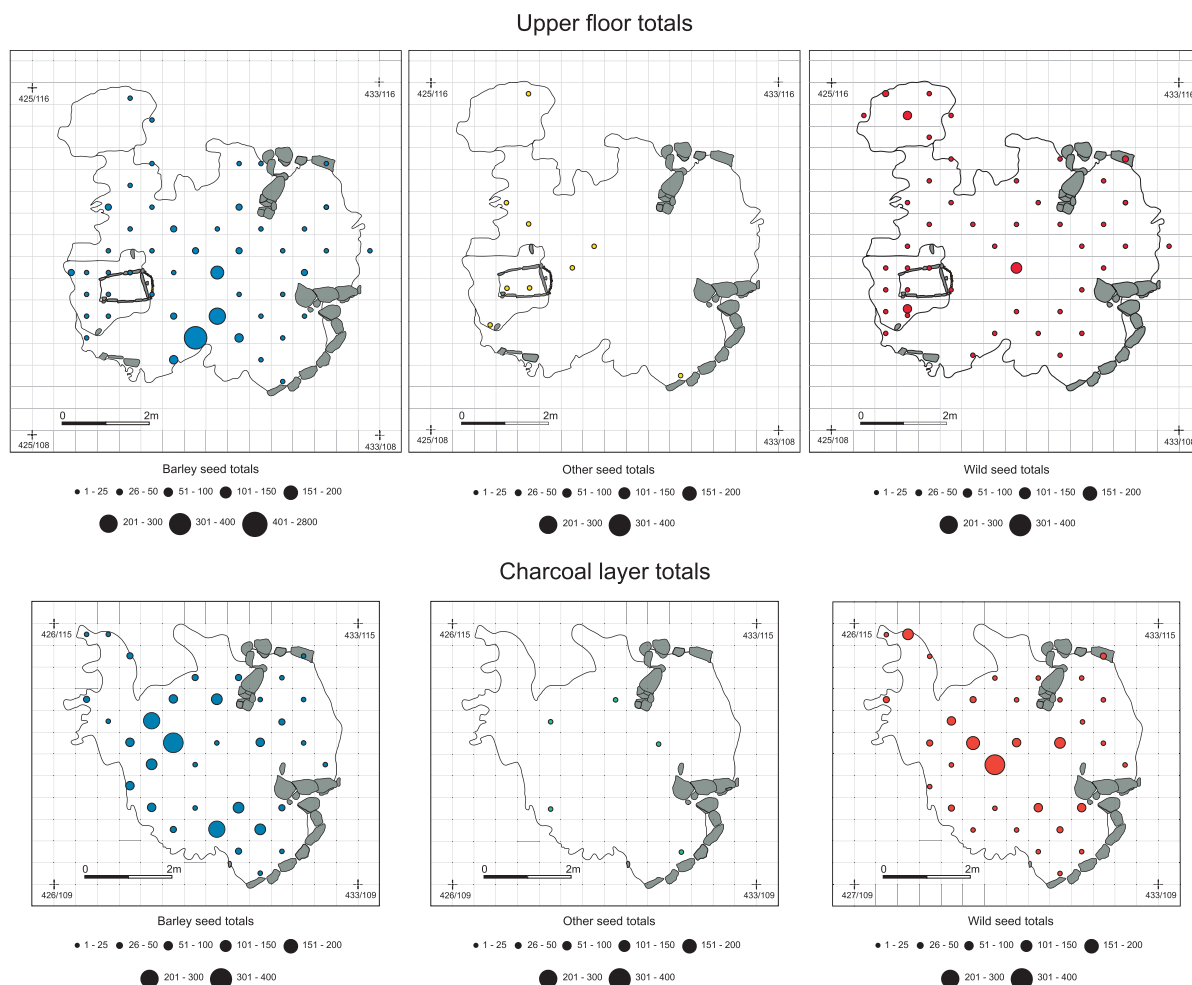 Upper floor totals
425/116 433/116 425/116 433/116 425/116 433/116
0 2m 0 2m 0 2m
425/108 433/108 425/108 433/108 425/108 433/108
Barley seed totals Other seed totals Wild seed totals
1 - 25 26 - 50 51 - 100 101 - 150 151 - 200 1 - 25 26 - 50 51 - 100 101 - 150 151 - 200 1 - 25 26 - 50 51 - 100 101 - 150 151 - 200
201 - 300 301 - 400 401 - 2800 201 - 300 301 - 400 201 - 300 301 - 400
Charcoal layer totals
426/115 433/115 426/115 433/115 426/115 433/115
0 2m 0 2m 0 2m
426/109 433/109 426/109 433/109 427/109 433/109
Barley seed totals Other seed totals Wild seed totals
1 - 25 26 - 50 51 - 100 101 - 150 151 - 200 1 - 25 26 - 50 51 - 100 101 - 150 151 - 200 1 - 25 26 - 50 51 - 100 101 - 150 151 - 200
201 - 300 301 - 400 201 - 300 301 - 400 201 - 300 301 - 400